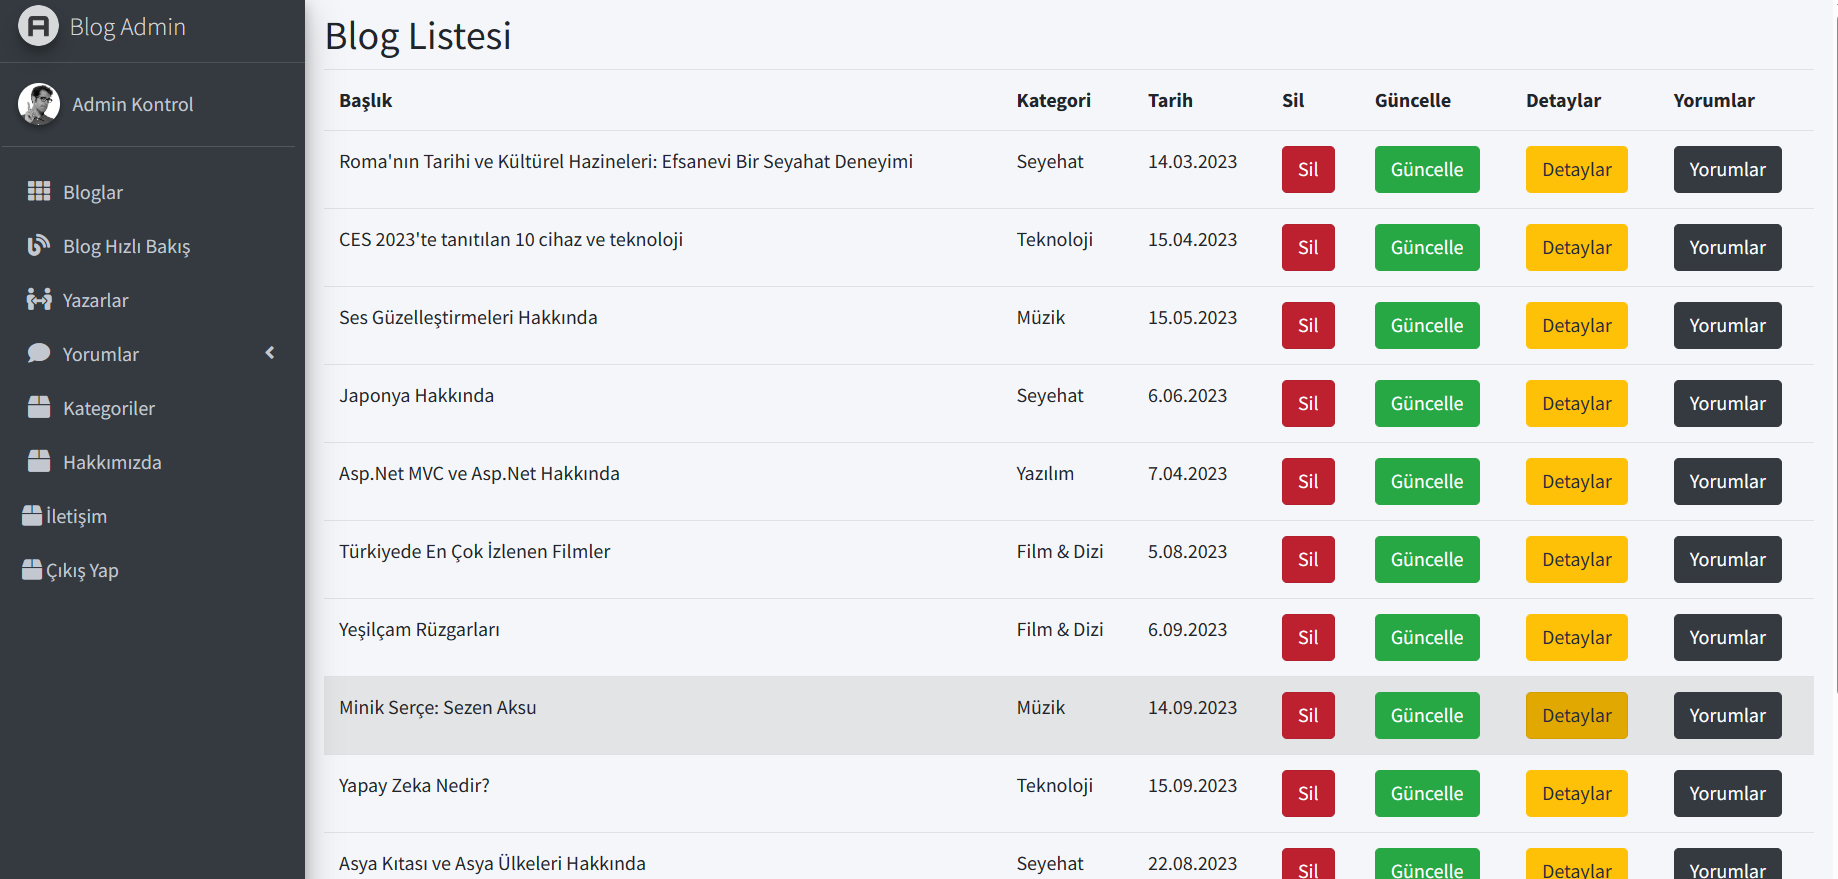 Blog Admin
Admin Kontrol
Bloglar
Blog Hızlı Bakış
Yazarlar
Yorumlar
Kategoriler
Hakkımızda
İletişim
Çıkış Yap
Blog Listesi
Başlık Kategori Tarih Sil Güncelle Detaylar Yorumlar
Roma'nın Tarihi ve Kültürel Hazineleri: Efsanevi Bir Seyahat Deneyimi Seyehat 14.03.2023 Sil Güncelle Detaylar Yorumlar
CES 2023'te tanıtılan 10 cihaz ve teknoloji Teknoloji 15.04.2023 Sil Güncelle Detaylar Yorumlar
Ses Güzelleştirmeleri Hakkında Müzik 15.05.2023 Sil Güncelle Detaylar Yorumlar
Japonya Hakkında Seyehat 6.06.2023 Sil Güncelle Detaylar Yorumlar
Asp.Net MVC ve Asp.Net Hakkında Yazılım 7.04.2023 Sil Güncelle Detaylar Yorumlar
Türkiyede En Çok İzlenen Filmler Film & Dizi 5.08.2023 Sil Güncelle Detaylar Yorumlar
Yeşilçam Rüzgarları Film & Dizi 6.09.2023 Sil Güncelle Detaylar Yorumlar
Minik Serçe: Sezen Aksu Müzik 14.09.2023 Sil Güncelle Detaylar Yorumlar
Yapay Zeka Nedir? Teknoloji 15.09.2023 Sil Güncelle Detaylar Yorumlar
Asya Kıtası ve Asya Ülkeleri Hakkında Seyehat 22.08.2023 Sil Güncelle Detaylar Yorumlar